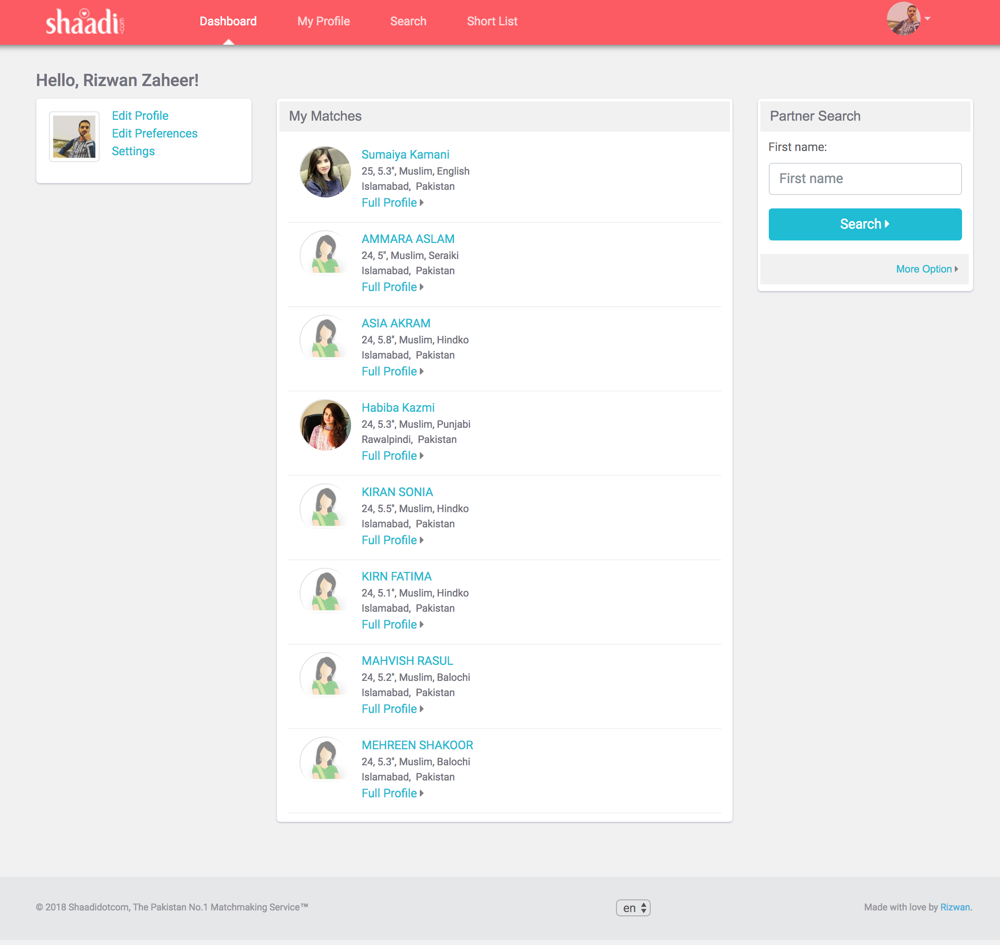 shaadi.com
Dashboard
My Profile
Search
Short List
Hello, Rizwan Zaheer!
Edit Profile
Edit Preferences
Settings
My Matches
Sumaiya Kamani
25, 5.3", Muslim, English
Islamabad, Pakistan
Full Profile
AMMARA ASLAM
24, 5", Muslim, Seraiki
Islamabad, Pakistan
Full Profile
ASIA AKRAM
24, 5.8", Muslim, Hindko
Islamabad, Pakistan
Full Profile
Habiba Kazmi
24, 5.3", Muslim, Punjabi
Rawalpindi, Pakistan
Full Profile
KIRAN SONIA
24, 5.5", Muslim, Hindko
Islamabad, Pakistan
Full Profile
KIRN FATIMA
24, 5.1", Muslim, Hindko
Islamabad, Pakistan
Full Profile
MAHVISH RASUL
24, 5.2", Muslim, Balochi
Islamabad, Pakistan
Full Profile
MEHREEN SHAKOOR
24, 5.3", Muslim, Balochi
Islamabad, Pakistan
Full Profile
Partner Search
First name:
First name
Search
More Option
© 2018 Shaadidotcom, The Pakistan No.1 Matchmaking Service™
en
Made with love by Rizwan.